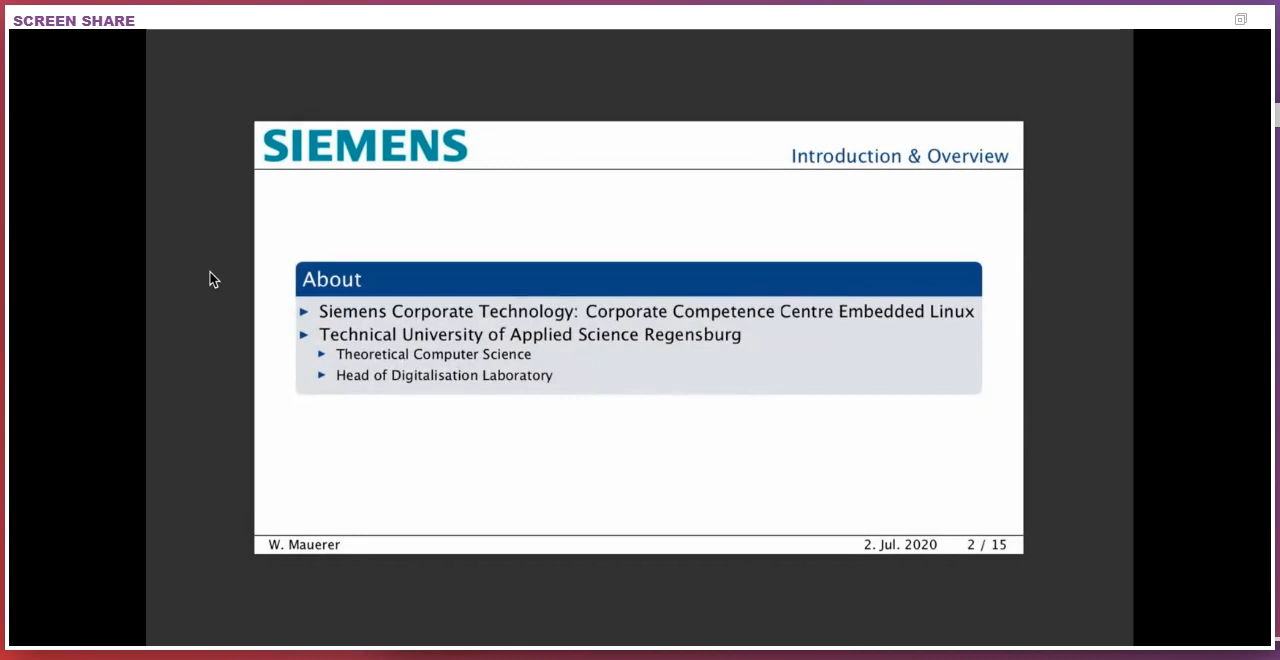 SCREEN SHARE
SIEMENS
Introduction & Overview
About
Siemens Corporate Technology: Corporate Competence Centre Embedded Linux
Technical University of Applied Science Regensburg
Theoretical Computer Science
Head of Digitalisation Laboratory
W. Mauerer 2. Jul. 2020 2 / 15